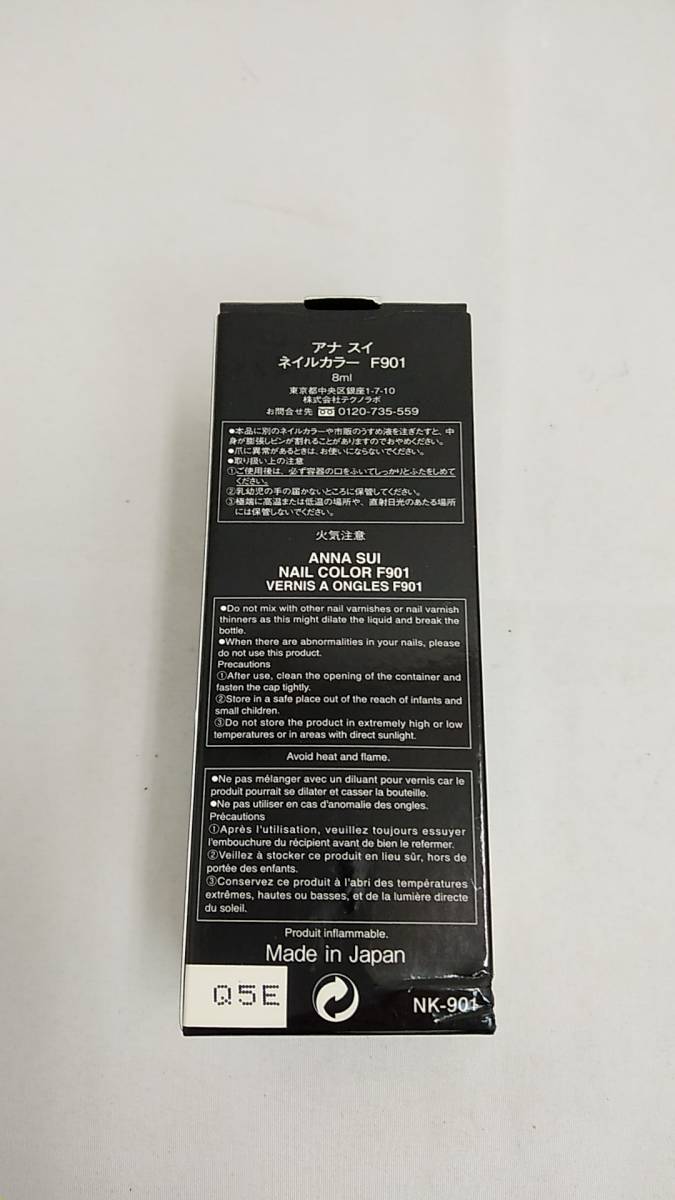 アナ スイ
ネイルカラー F901
8ml
東京都中央区銀座1-7-10
株式会社テクノラボ
お問合せ先 0120-735-559
●本品に別のネイルカラーや市販のうすめ液を注ぎたすと、中
身が膨張しビンが割れることがありますのでおやめください。
●爪に異常があるときは、お使いにならないでください。
●取り扱い上の注意
①ご使用後は、必ず容器の口をふいてしっかりとふたをしめて
ください。
②乳幼児の手の届かないところに保管してください。
③極端に高温または低温の場所や、直射日光のあたる場所
には保管しないでください。
火気注意
ANNA SUI
NAIL COLOR F901
VERNIS A ONGLES F901
●Do not mix with other nail varnishes or nail varnish
thinners as this might dilate the liquid and break the
bottle.
●When there are abnormalities in your nails, please
do not use this product.
Precautions
①After use, clean the opening of the container and
fasten the cap tightly.
②Store in a safe place out of the reach of infants and
small children.
③Do not store the product in extremely high or low
temperatures or in areas with direct sunlight.
Avoid heat and flame.
●Ne pas mélanger avec un diluant pour vernis car le
produit pourrait se dilater et casser la bouteille.
●Ne pas utiliser en cas d'anomalie des ongles.
Précautions
①Après l'utilisation, veuillez toujours essuyer
l'embouchure du récipient avant de bien le refermer.
②Veillez à stocker ce produit en lieu sûr, hors de
portée des enfants.
③Conservez ce produit à l'abri des températures
extrêmes, hautes ou basses, et de la lumière directe
du soleil.
Produit inflammable.
Made in Japan
Q5E
NK-901